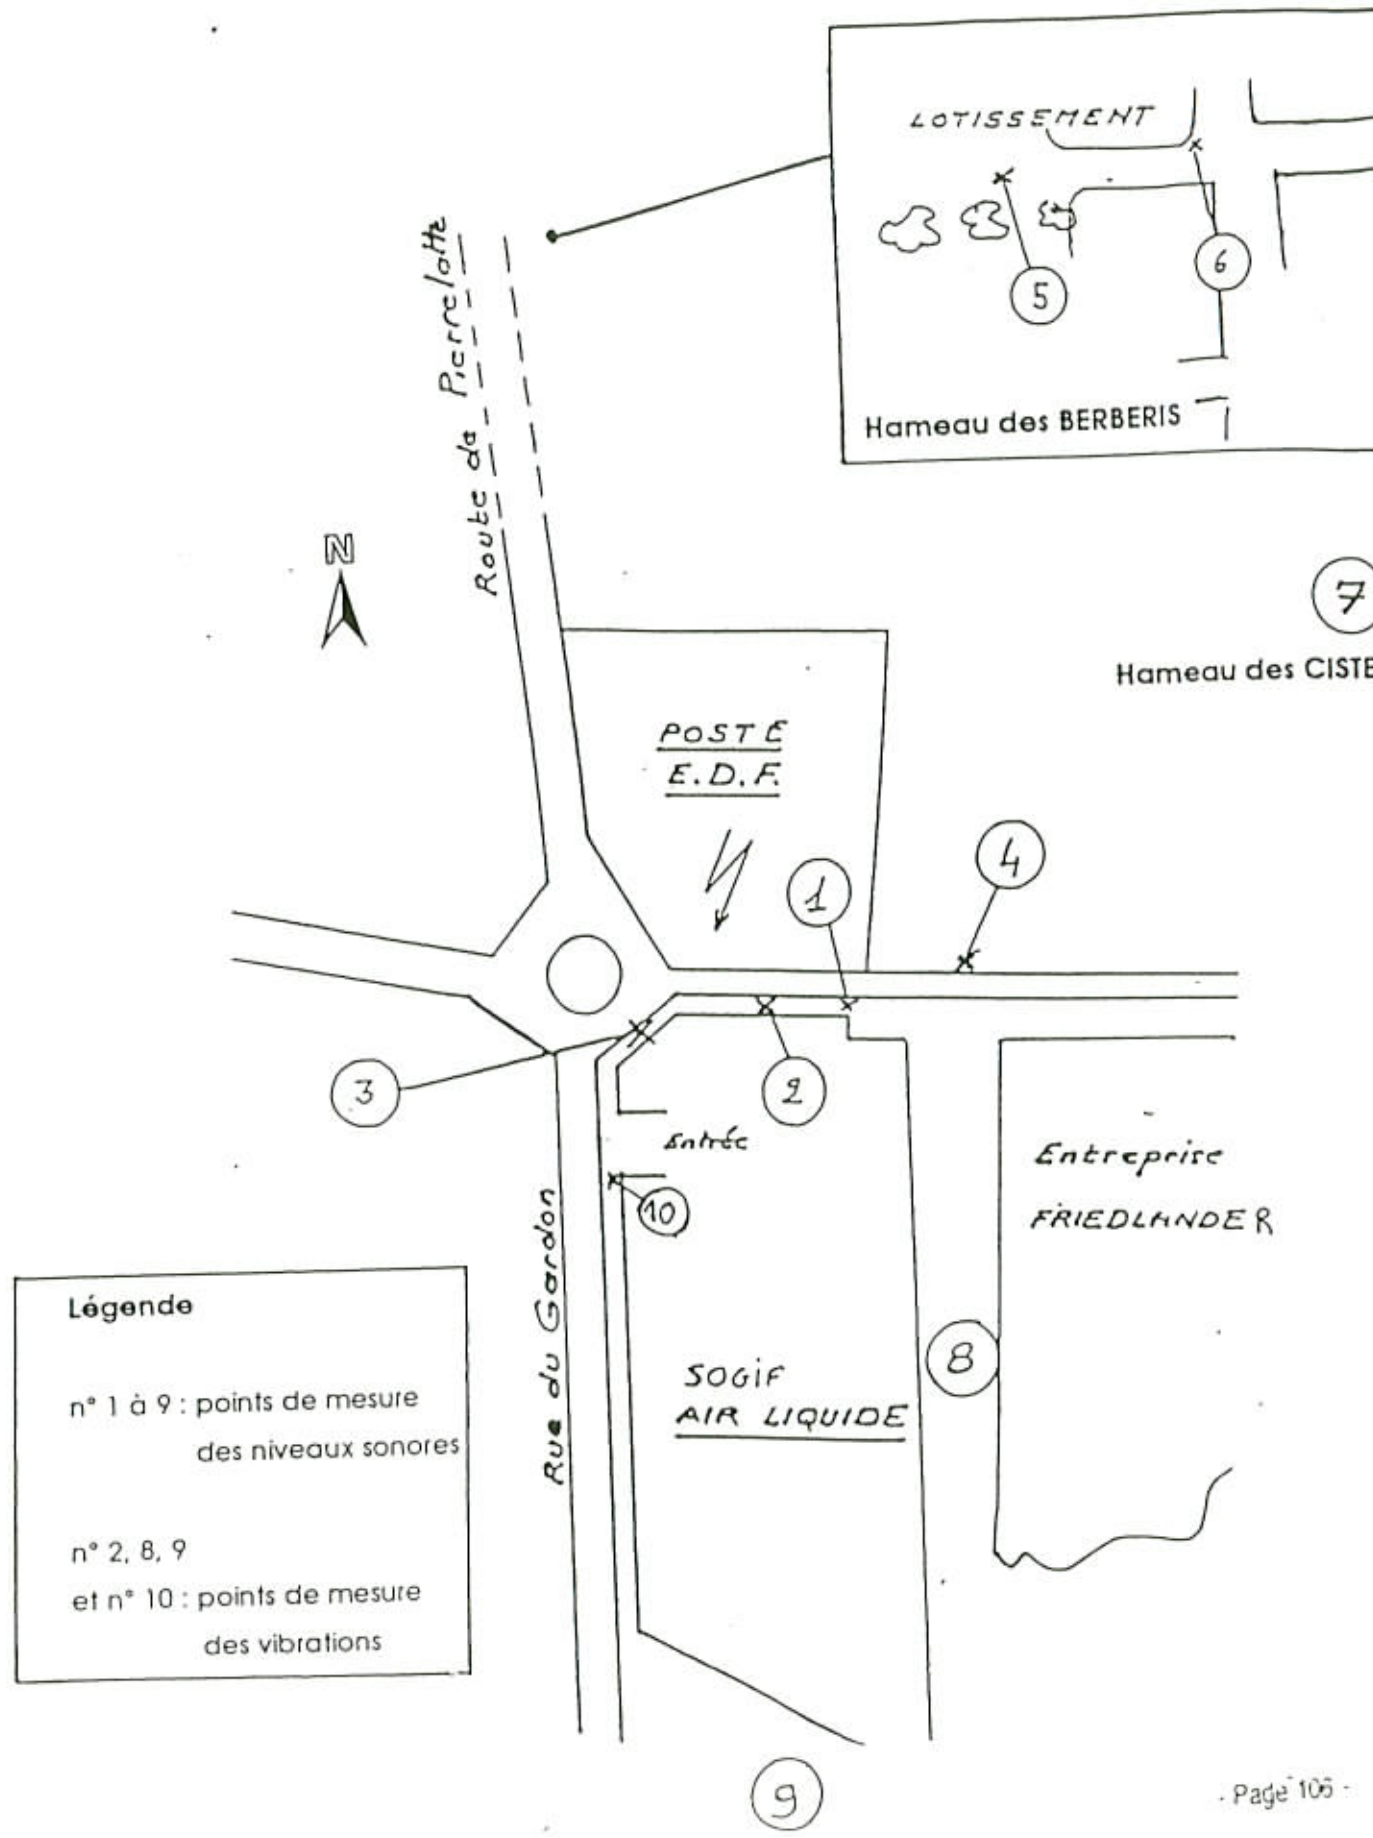 LOTISSEMENT
5
6
Hameau des BERBERIS
Route de Pierrelatte
N
7
Hameau des CISTE
POSTE
E.D.F.
1
4
3
2
Entrée
10
Entreprise
FRIEDLANDER
Rue du Gardon
8
SOGIF
AIR LIQUIDE
Légende
n° 1 à 9 : points de mesure
des niveaux sonores
n° 2, 8, 9
et n° 10 : points de mesure
des vibrations
9
- Page 106 -